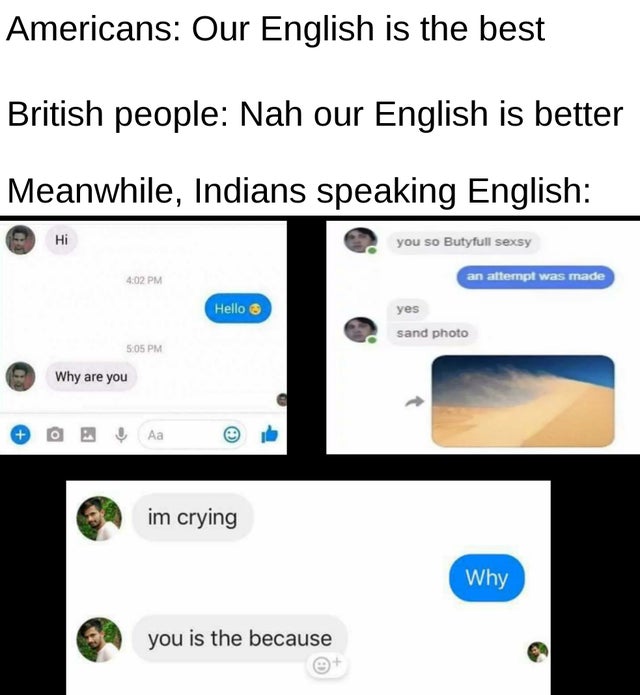 Americans: Our English is the best
British people: Nah our English is better
Meanwhile, Indians speaking English:
Hi
4:02 PM
Hello
5:05 PM
Why are you
Aa
you so Butyfull sexsy
an attempt was made
yes
sand photo
im crying
Why
you is the because